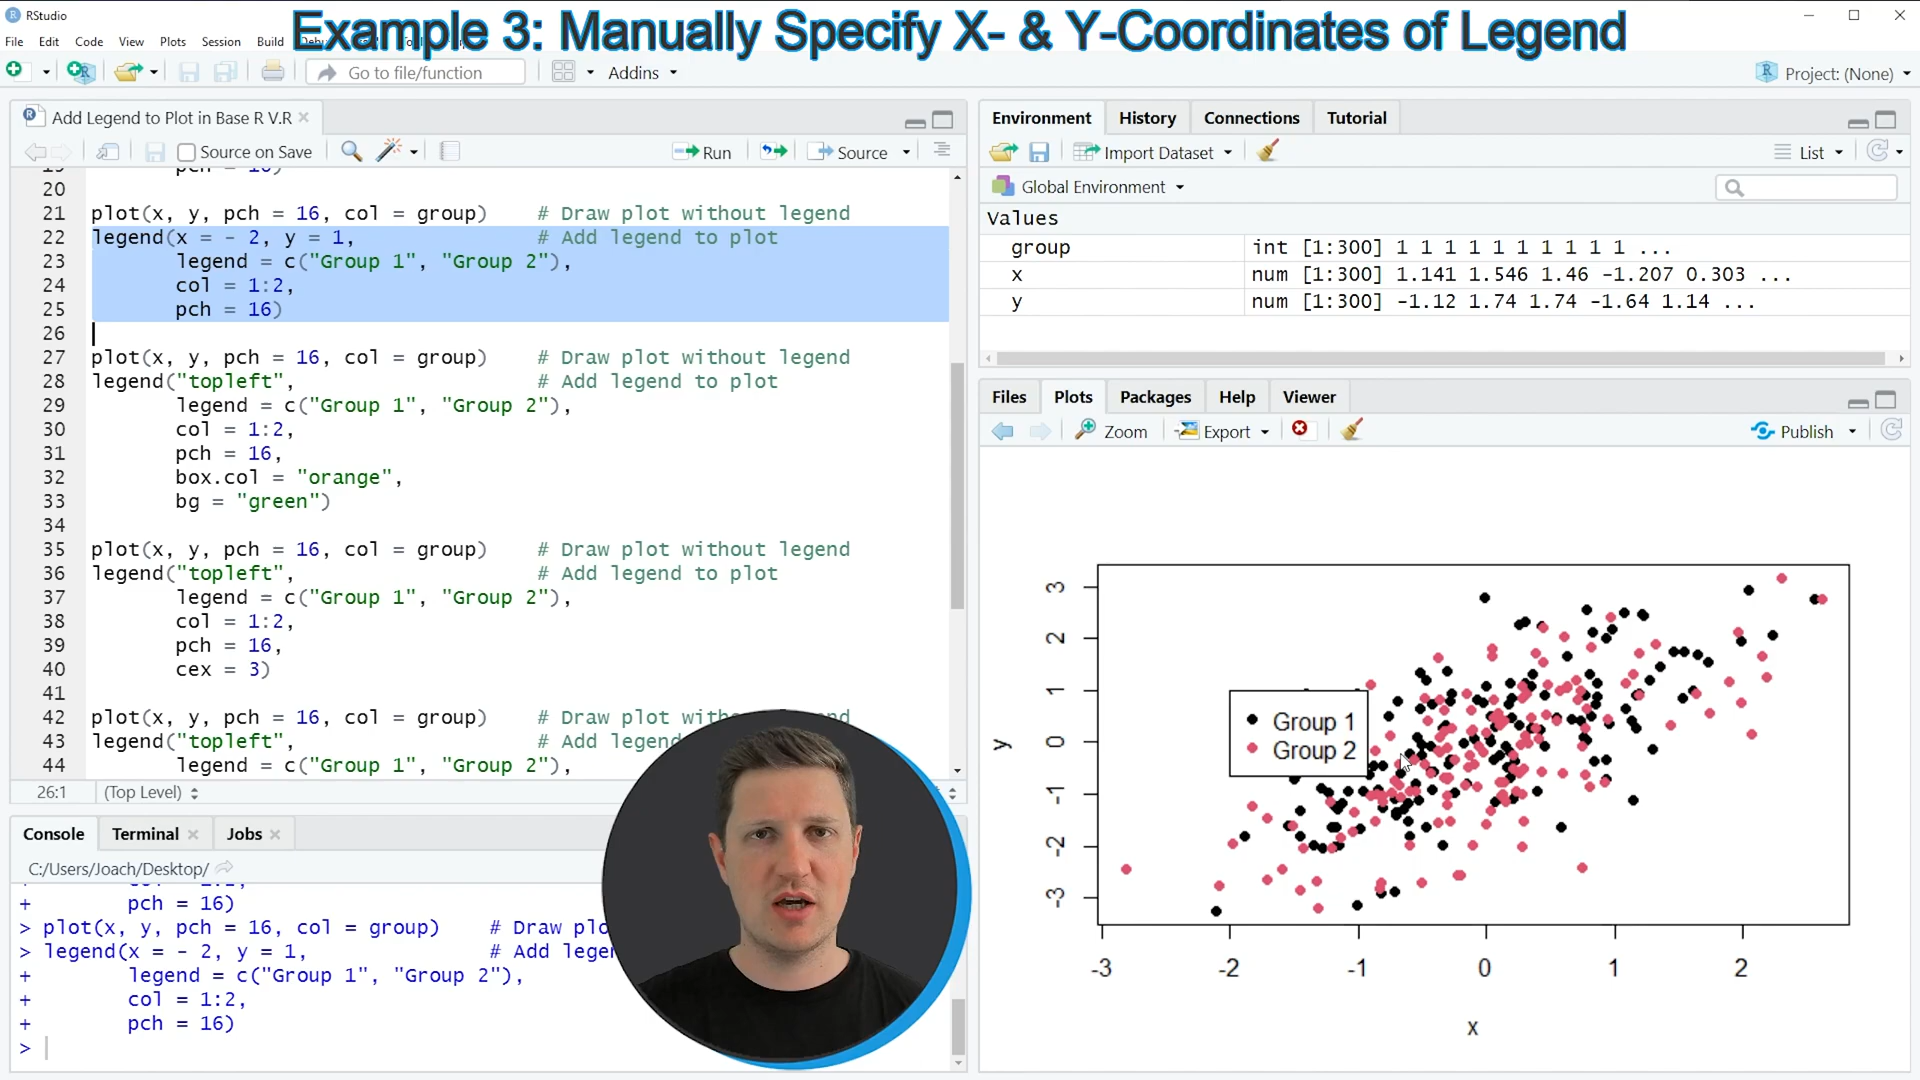 RStudio
Example 3: Manually Specify X- & Y-Coordinates of Legend
File Edit Code View Plots Session Build
Go to file/function
Addins
Project: (None)
Add Legend to Plot in Base R V.R
Source on Save
Run
Source
20
21 plot(x, y, pch = 16, col = group) # Draw plot without legend
22 legend(x = - 2, y = 1, # Add legend to plot
23 legend = c("Group 1", "Group 2"),
24 col = 1:2,
25 pch = 16)
26
27 plot(x, y, pch = 16, col = group) # Draw plot without legend
28 legend("topleft", # Add legend to plot
29 legend = c("Group 1", "Group 2"),
30 col = 1:2,
31 pch = 16,
32 box.col = "orange",
33 bg = "green")
34
35 plot(x, y, pch = 16, col = group) # Draw plot without legend
36 legend("topleft", # Add legend to plot
37 legend = c("Group 1", "Group 2"),
38 col = 1:2,
39 pch = 16,
40 cex = 3)
41
42 plot(x, y, pch = 16, col = group) # Draw plot without legend
43 legend("topleft", # Add legend
44 legend = c("Group 1", "Group 2"),
26:1 (Top Level)
Console Terminal Jobs
C:/Users/Joach/Desktop/
+ pch = 16)
> plot(x, y, pch = 16, col = group) # Draw plo
> legend(x = - 2, y = 1, # Add leger
+ legend = c("Group 1", "Group 2"),
+ col = 1:2,
+ pch = 16)
>
Environment History Connections Tutorial
Import Dataset
List
Global Environment
Values
group int [1:300] 1 1 1 1 1 1 1 1 1 1 ...
x num [1:300] 1.141 1.546 1.46 -1.207 0.303 ...
y num [1:300] -1.12 1.74 1.74 -1.64 1.14 ...
Files Plots Packages Help Viewer
Zoom Export
Publish
3
2
1
0
-1
-2
-3
y
Group 1
Group 2
-3 -2 -1 0 1 2
x